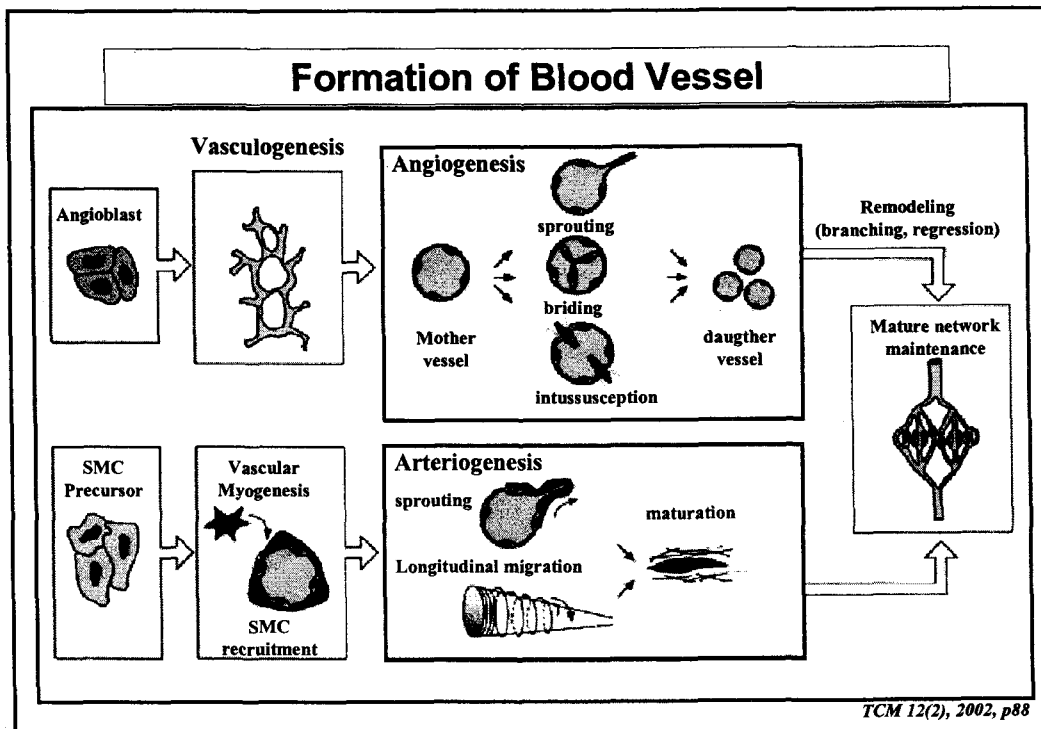 Formation of Blood Vessel
Vasculogenesis
Angioblast
Angiogenesis
sprouting
Mother
vessel
briding
daugther
vessel
intussusception
Remodeling
(branching, regression)
Mature network
maintenance
SMC
Precursor
Vascular
Myogenesis
SMC
recruitment
Arteriogenesis
sprouting
Longitudinal migration
maturation
TCM 12(2), 2002, p88